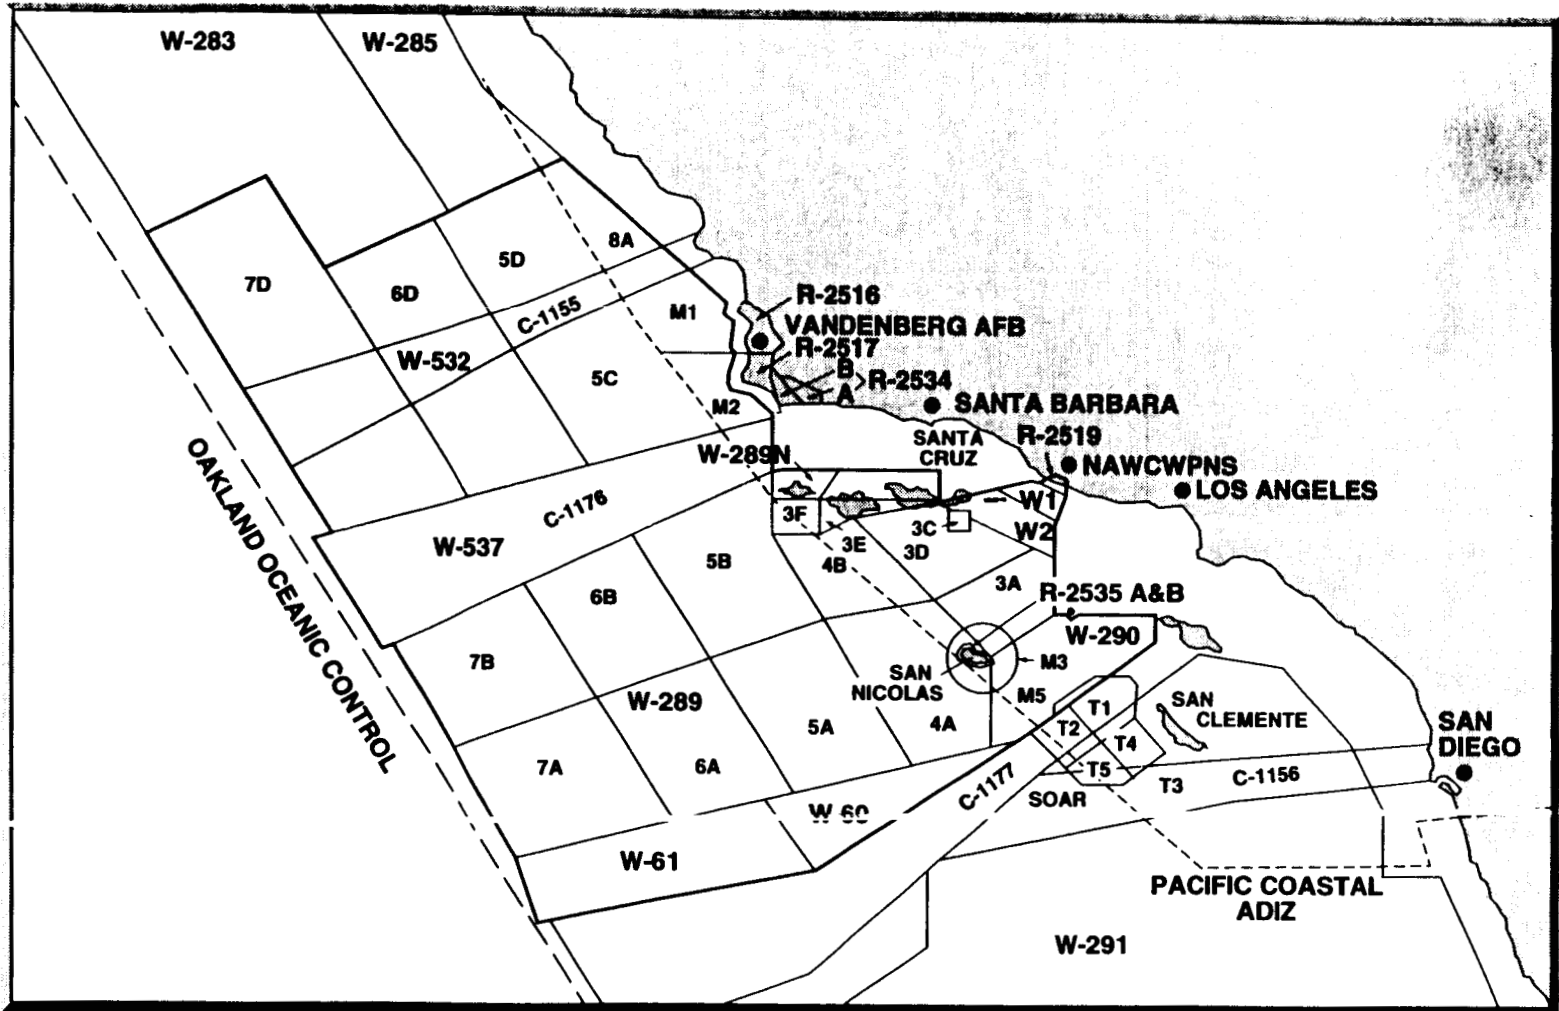 W-283
W-285
8A
5D
7D
6D
C-1155
M1
R-2516
VANDENBERG AFB
R-2517
B
A
R-2534
W-532
5C
M2
SANTA BARBARA
SANTA
CRUZ
R-2519
NAWCWPNS
LOS ANGELES
W-289N
W1
W2
3F
3C
3E
3D
4B
C-1176
W-537
5B
6B
3A
R-2535 A&B
W-290
OAKLAND OCEANIC CONTROL
7B
SAN
NICOLAS
M3
M5
W-289
5A
4A
T1
T2
T4
T5
T3
SAN
CLEMENTE
SAN
DIEGO
7A
6A
C-1177
SOAR
C-1156
W-60
W-61
PACIFIC COASTAL
ADIZ
W-291